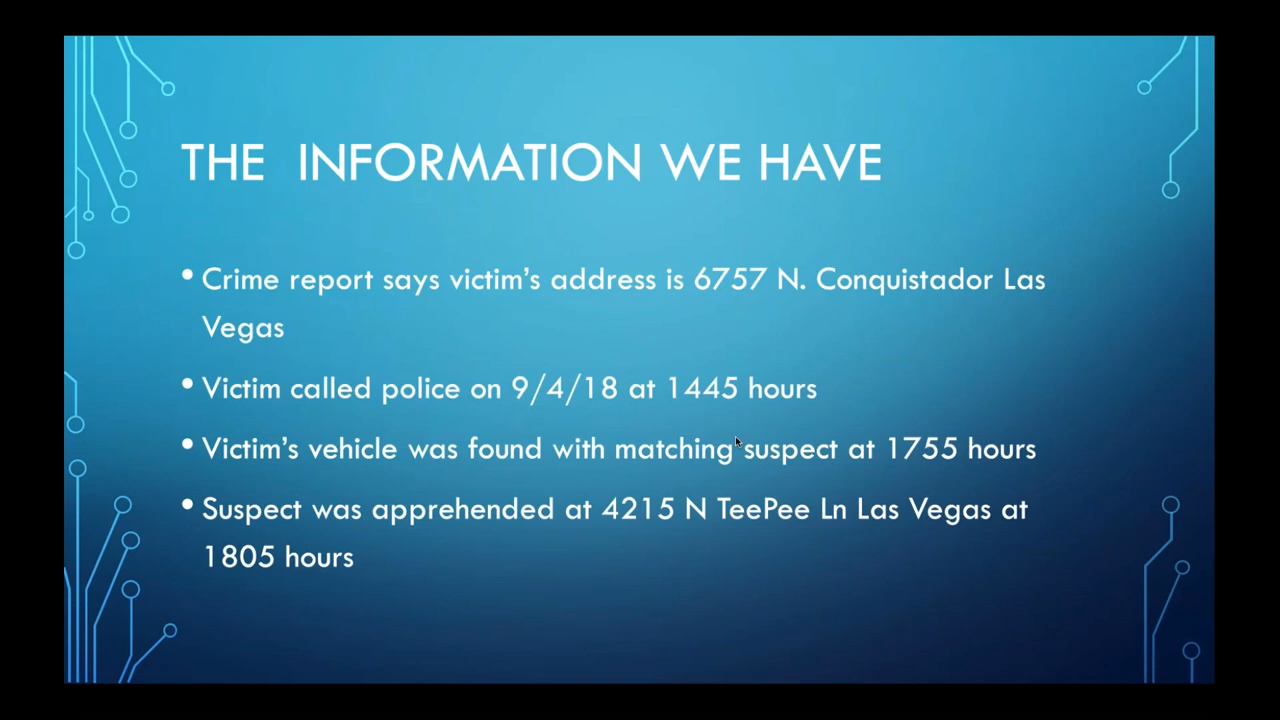 THE INFORMATION WE HAVE
• Crime report says victim's address is 6757 N. Conquistador Las
Vegas
• Victim called police on 9/4/18 at 1445 hours
• Victim's vehicle was found with matching suspect at 1755 hours
• Suspect was apprehended at 4215 N TeePee Ln Las Vegas at
1805 hours